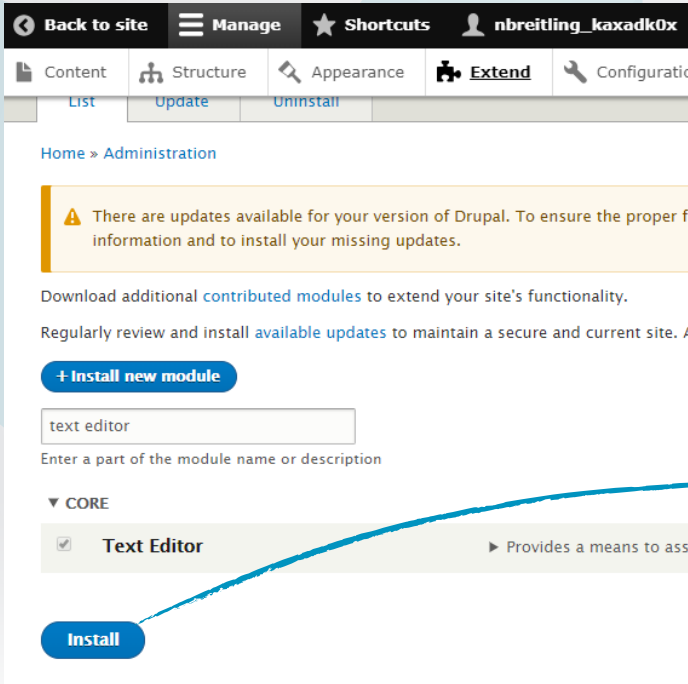 Back to site Manage Shortcuts nbreitling_kaxadk0x
Content Structure Appearance Extend
List Update Uninstall
Home » Administration
There are updates available for your version of Drupal. To ensure the proper
information and to install your missing updates.
Download additional contributed modules to extend your site's functionality.
Regularly review and install available updates to maintain a secure and current site.
+ Install new module
text editor
Enter a part of the module name or description
▼ CORE
Text Editor ► Provides a means to
Install